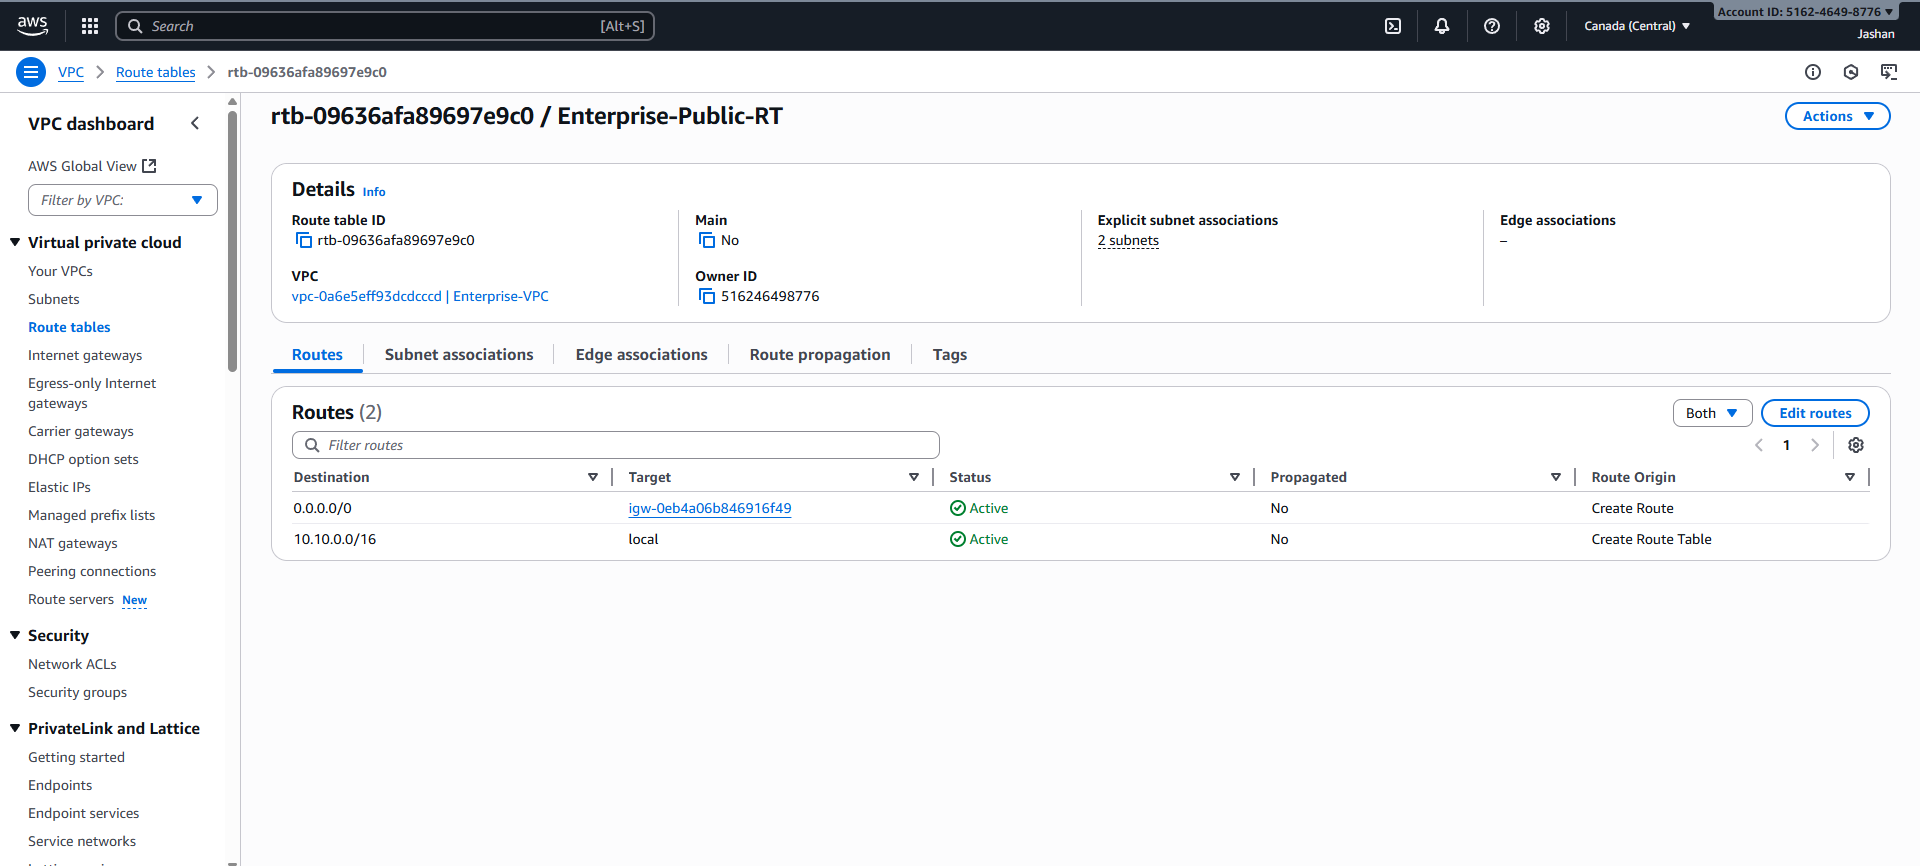 aws
Search [Alt+S]
Canada (Central)
Account ID: 5162-4649-8776
Jashan
VPC Route tables rtb-09636afa89697e9c0
VPC dashboard
AWS Global View
Filter by VPC:
Virtual private cloud
Your VPCs
Subnets
Route tables
Internet gateways
Egress-only Internet
gateways
Carrier gateways
DHCP option sets
Elastic IPs
Managed prefix lists
NAT gateways
Peering connections
Route servers New
Security
Network ACLs
Security groups
PrivateLink and Lattice
Getting started
Endpoints
Endpoint services
Service networks
rtb-09636afa89697e9c0 / Enterprise-Public-RT
Actions
Details Info
Route table ID
rtb-09636afa89697e9c0
Main
No
Explicit subnet associations
2 subnets
Edge associations
–
VPC
vpc-0a6e5eff93dcdcccd | Enterprise-VPC
Owner ID
516246498776
Routes Subnet associations Edge associations Route propagation Tags
Routes (2)
Both Edit routes
Filter routes
1
Destination Target Status Propagated Route Origin
0.0.0.0/0 igw-0eb4a06b846916f49 Active No Create Route
10.10.0.0/16 local Active No Create Route Table